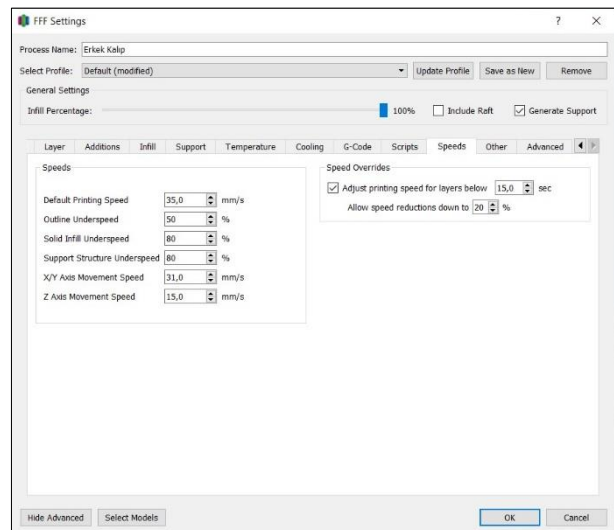 FFF Settings ? ×
Process Name: Erkek Kalıp
Select Profile: Default (modified) Update Profile Save as New Remove
General Settings
Infill Percentage: 100% Include Raft Generate Support
Layer Additions Infill Support Temperature Cooling G-Code Scripts Speeds Other Advanced
Speeds
Default Printing Speed 35,0 mm/s
Outline Underspeed 50 %
Solid Infill Underspeed 80 %
Support Structure Underspeed 80 %
X/Y Axis Movement Speed 31,0 mm/s
Z Axis Movement Speed 15,0 mm/s
Speed Overrides
Adjust printing speed for layers below 15,0 sec
Allow speed reductions down to 20 %
Hide Advanced Select Models OK Cancel